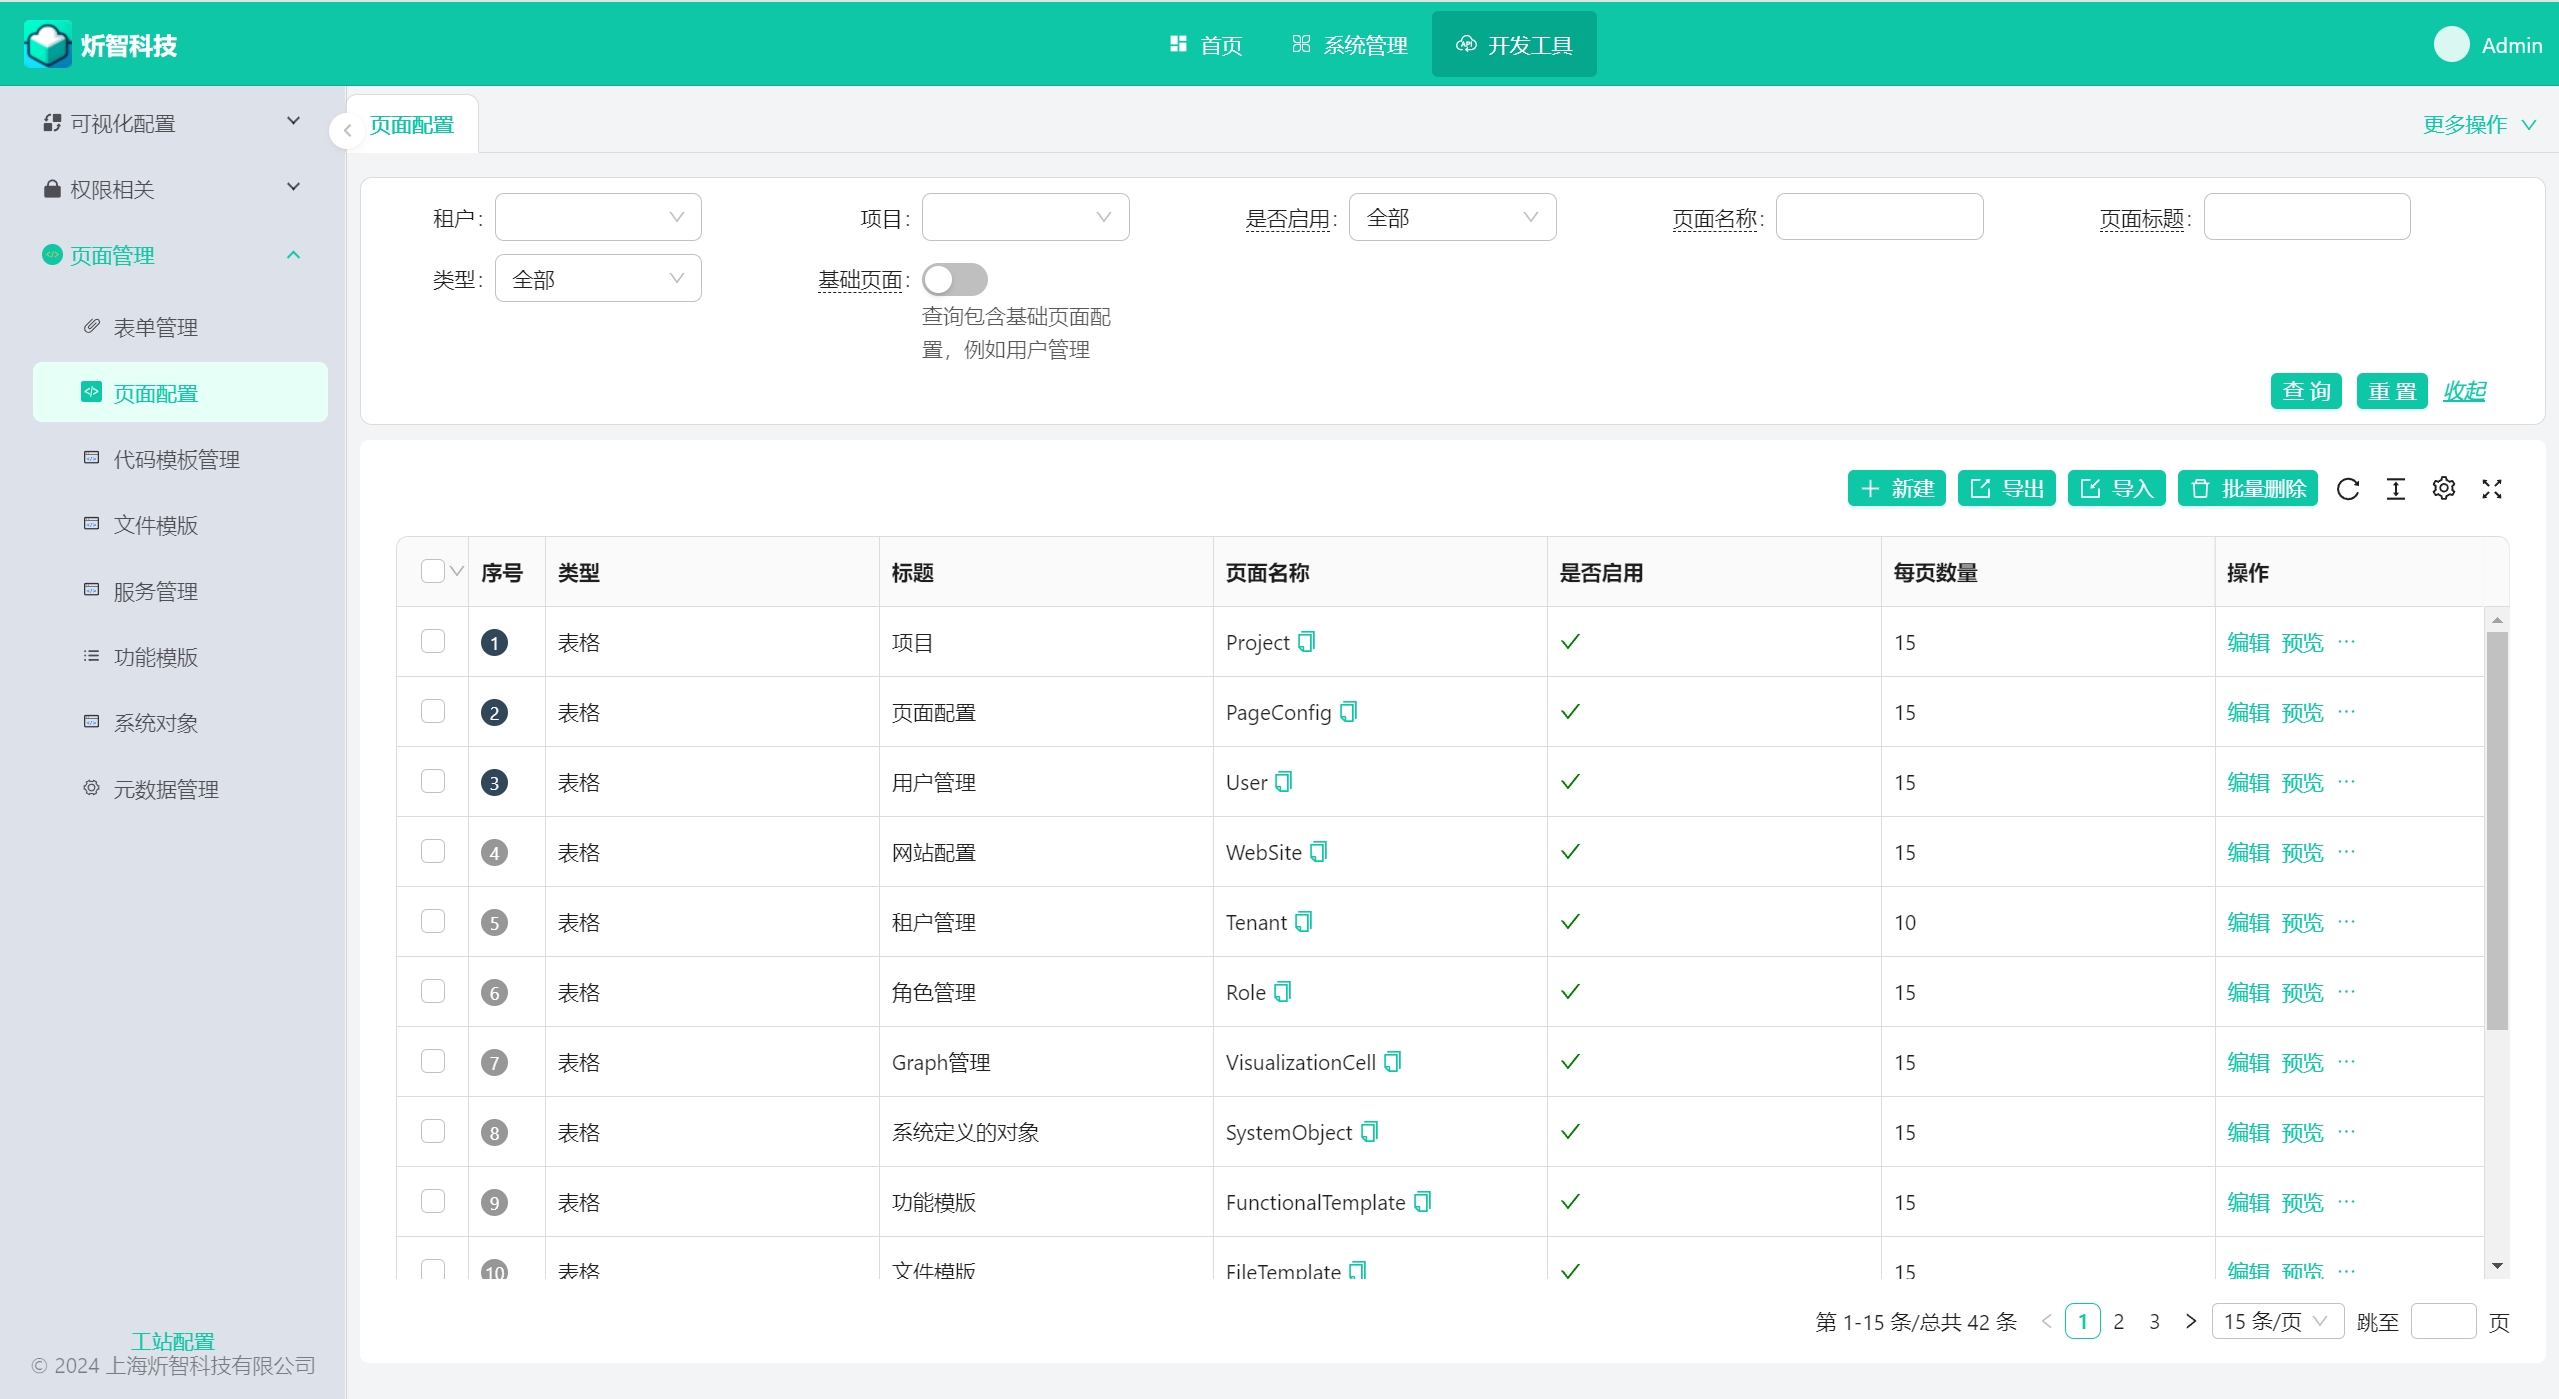 炘智科技
首页
系统管理
开发工具
Admin
可视化配置
权限相关
页面管理
表单管理
页面配置
代码模板管理
文件模版
服务管理
功能模版
系统对象
元数据管理
工站配置
© 2024 上海炘智科技有限公司
页面配置
更多操作
租户:
项目:
是否启用: 全部
页面名称:
页面标题:
类型: 全部
基础页面:
查询包含基础页面配
置，例如用户管理
查 询 重 置 收起
新建 导出 导入 批量删除
序号 类型 标题 页面名称 是否启用 每页数量 操作
1 表格 项目 Project 15 编辑 预览 ···
2 表格 页面配置 PageConfig 15 编辑 预览 ···
3 表格 用户管理 User 15 编辑 预览 ···
4 表格 网站配置 WebSite 15 编辑 预览 ···
5 表格 租户管理 Tenant 10 编辑 预览 ···
6 表格 角色管理 Role 15 编辑 预览 ···
7 表格 Graph管理 VisualizationCell 15 编辑 预览 ···
8 表格 系统定义的对象 SystemObject 15 编辑 预览 ···
9 表格 功能模版 FunctionalTemplate 15 编辑 预览 ···
10 表格 文件模版 FileTemplate 15 编辑 预览 ···
第 1-15 条/总共 42 条 < 1 2 3 > 15 条/页 跳至 页